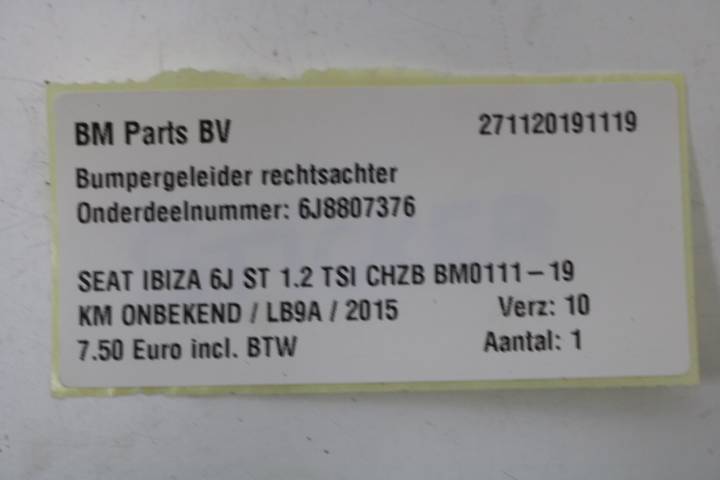 BM Parts BV 271120191119
Bumpergeleider rechtsachter
Onderdeelnummer: 6J8807376
SEAT IBIZA 6J ST 1.2 TSI CHZB BM0111-19
KM ONBEKEND / LB9A / 2015 Verz: 10
7.50 Euro incl. BTW Aantal: 1